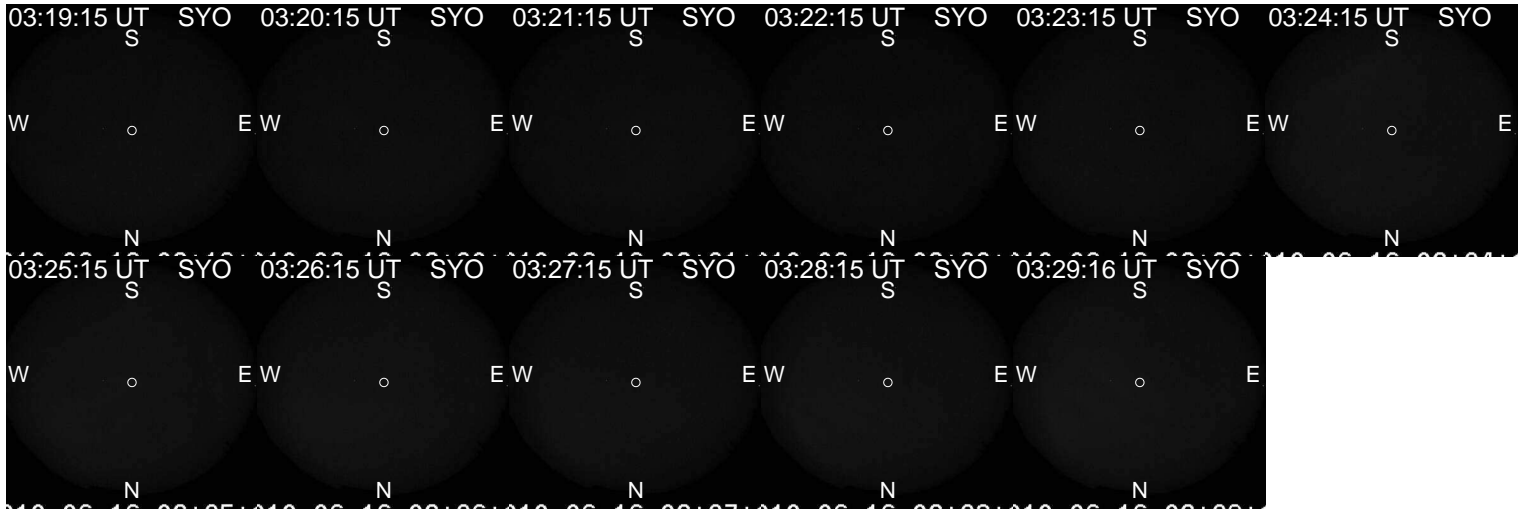 03:19:15 UT SYO
S
W E
N
03:20:15 UT SYO
S
W E
N
03:21:15 UT SYO
S
W E
N
03:22:15 UT SYO
S
W E
N
03:23:15 UT SYO
S
W E
N
03:24:15 UT SYO
S
W E
N
03:25:15 UT SYO
S
W E
N
03:26:15 UT SYO
S
W E
N
03:27:15 UT SYO
S
W E
N
03:28:15 UT SYO
S
W E
N
03:29:16 UT SYO
S
W E
N